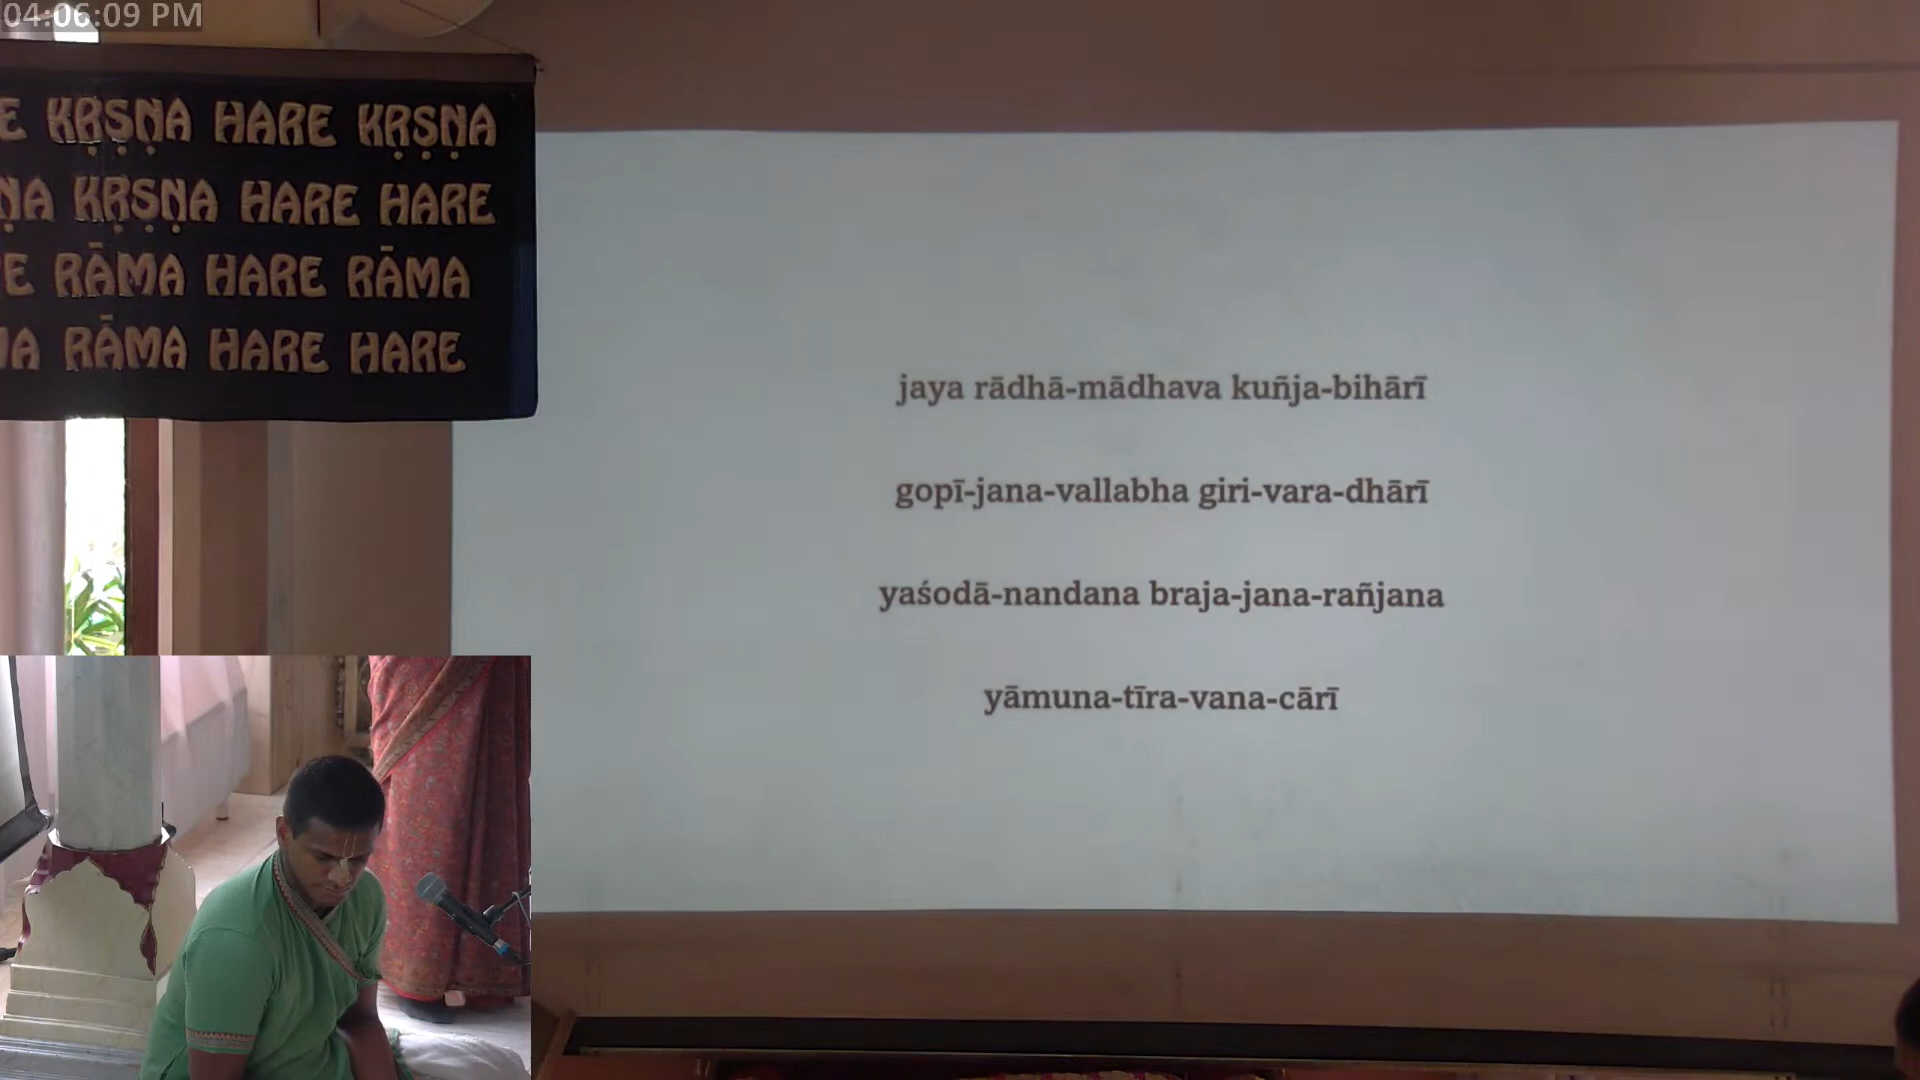 04:06:09 PM
KṚṢṆA HARE KṚṢṆA
KṚṢṆA HARE HARE
RĀMA HARE RĀMA
RĀMA HARE HARE
jaya rādhā-mādhava kuñja-bihārī
gopī-jana-vallabha giri-vara-dhārī
yaśodā-nandana braja-jana-rañjana
yāmuna-tīra-vana-cārī